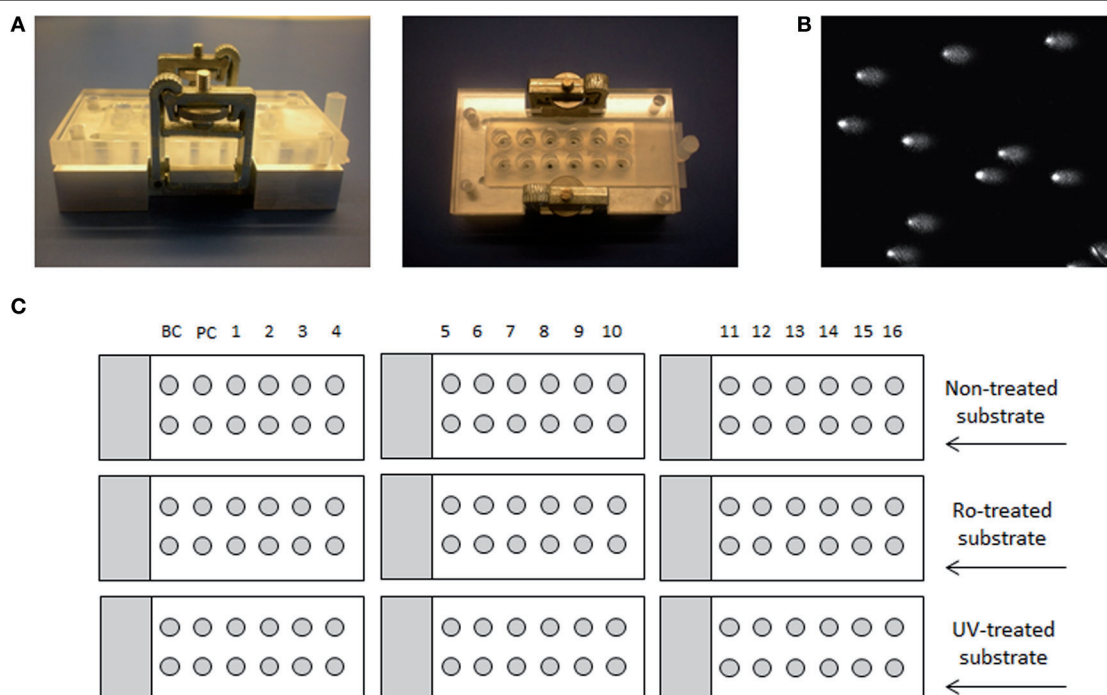 A
B
C
BC PC 1 2 3 4
5 6 7 8 9 10
11 12 13 14 15 16
Non-treated
substrate
Ro-treated
substrate
UV-treated
substrate